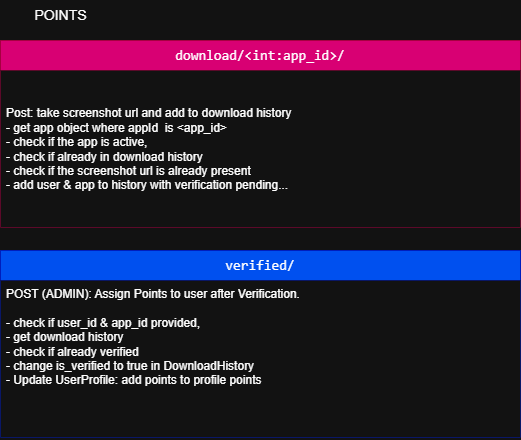 POINTS
download/<int:app_id>/
Post: take screenshot url and add to download history
- get app object where appId is <app_id>
- check if the app is active,
- check if already in download history
- check if the screenshot url is already present
- add user & app to history with verification pending...
verified/
POST (ADMIN): Assign Points to user after Verification.
- check if user_id & app_id provided,
- get download history
- check if already verified
- change is_verified to true in DownloadHistory
- Update UserProfile: add points to profile points